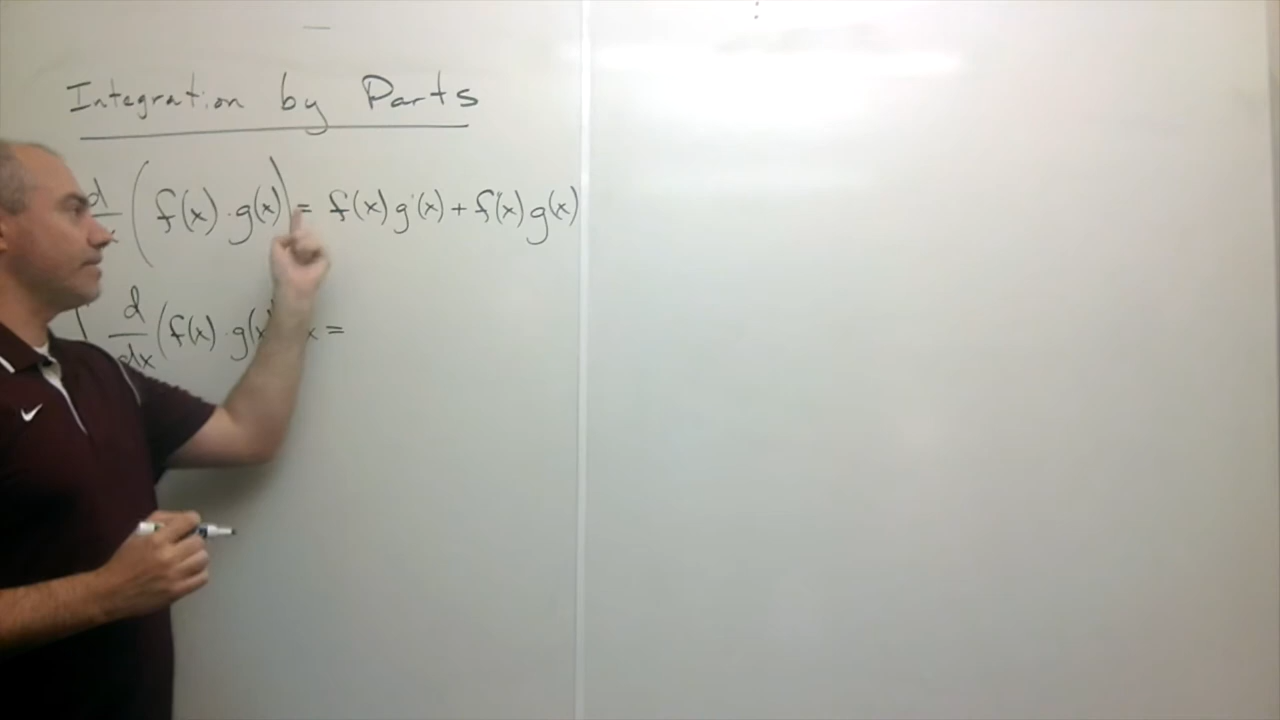 Integration by Parts
d (f(x) · g(x)) = f(x) g'(x) + f'(x) g(x)
∫ d/dx (f(x) · g(x)) x =